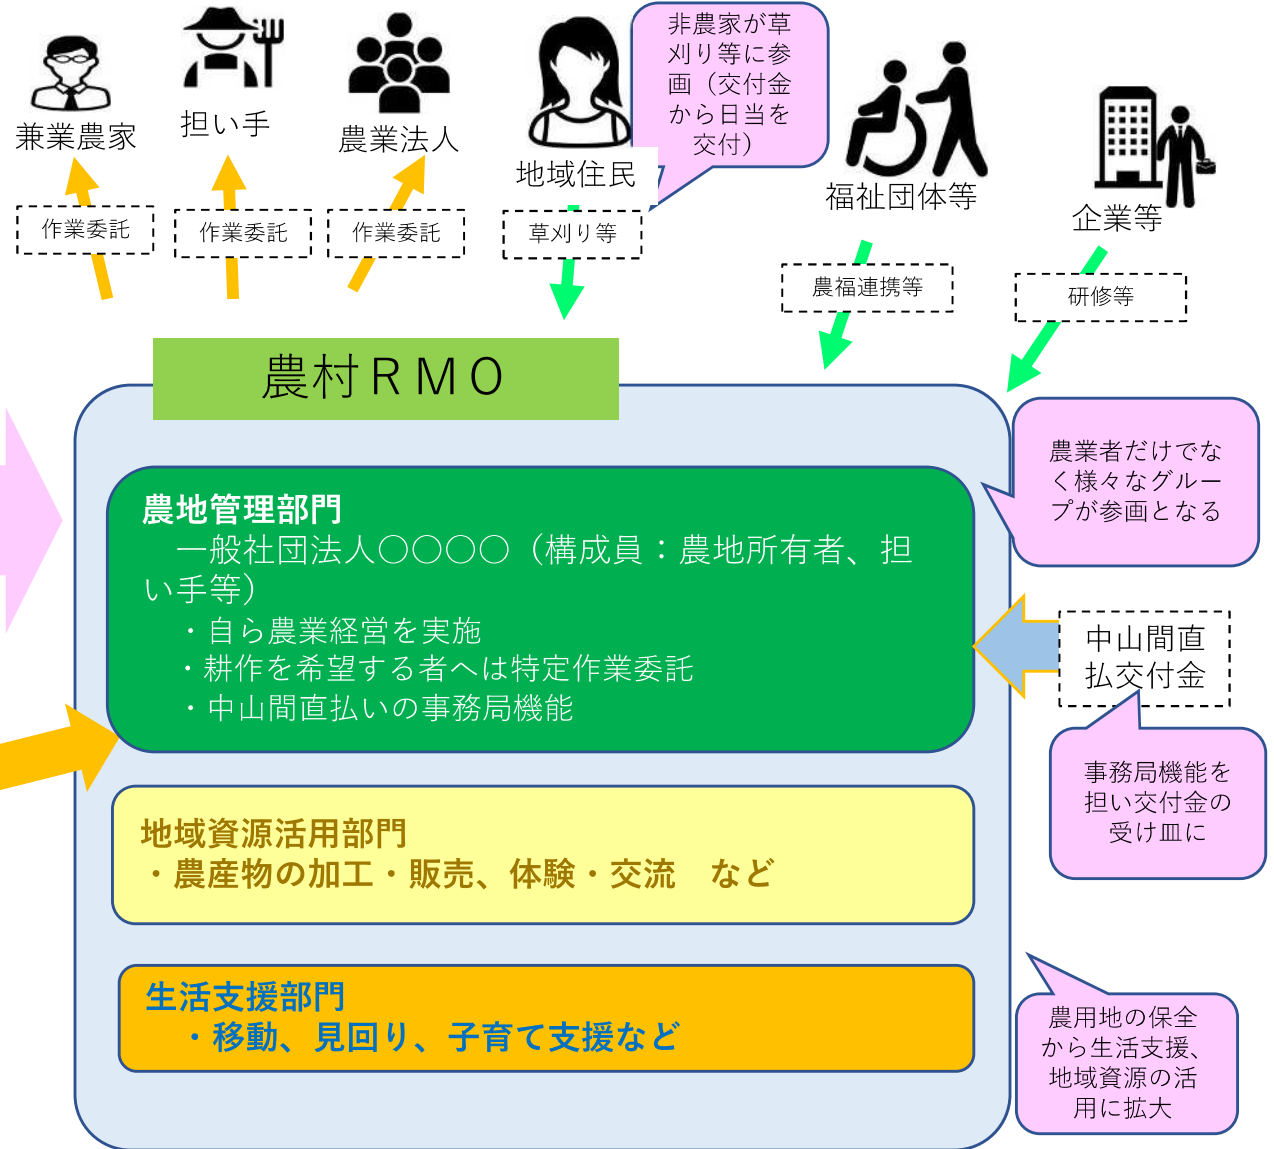 非農家が草
刈り等に参
画（交付金
から日当を
交付）
兼業農家
担い手
農業法人
地域住民
福祉団体等
企業等
作業委託
作業委託
作業委託
草刈り等
農福連携等
研修等
農村ＲＭＯ
農業者だけでな
く様々なグルー
プが参画となる
農地管理部門
一般社団法人〇〇〇〇（構成員：農地所有者、担
い手等）
・自ら農業経営を実施
・耕作を希望する者へは特定作業委託
・中山間直払いの事務局機能
中山間直
払交付金
事務局機能を
担い交付金の
受け皿に
地域資源活用部門
・農産物の加工・販売、体験・交流　など
生活支援部門
・移動、見回り、子育て支援など
農用地の保全
から生活支援、
地域資源の活
用に拡大